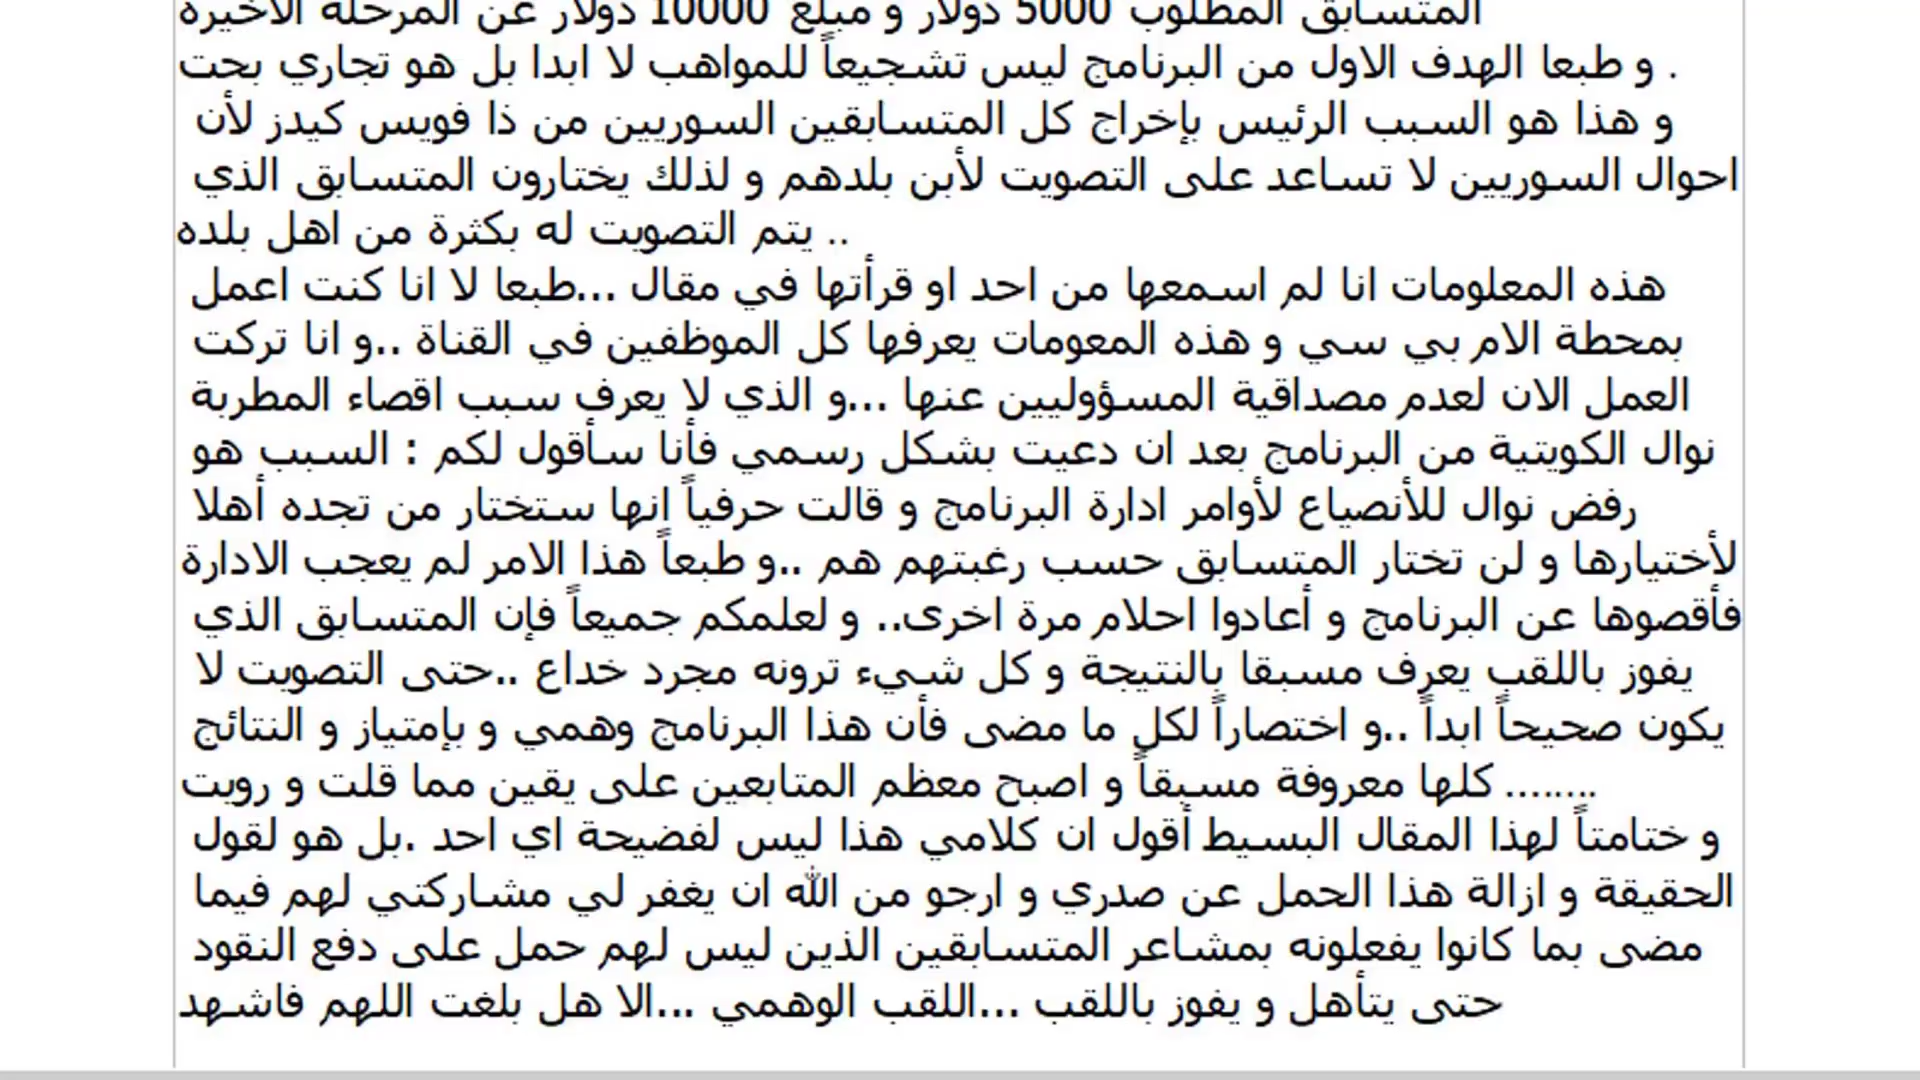 المتسابق المطلوب 5000 دولار و مبلغ 10000 دولار عن المرحلة الاخيرة
. و طبعا الهدف الاول من البرنامج ليس تشجيعاً للمواهب لا ابدا بل هو تجاري بحت
و هذا هو السبب الرئيس بإخراج كل المتسابقين السوريين من ذا فويس كيدز لأن
احوال السوريين لا تساعد على التصويت لأبن بلدهم و لذلك يختارون المتسابق الذي
.. يتم التصويت له بكثرة من اهل بلده
هذه المعلومات انا لم اسمعها من احد او قرأتها في مقال ...طبعا لا انا كنت اعمل
بمحطة الام بي سي و هذه المعومات يعرفها كل الموظفين في القناة ..و انا تركت
العمل الان لعدم مصداقية المسؤوليين عنها ...و الذي لا يعرف سبب اقصاء المطربة
نوال الكويتية من البرنامج بعد ان دعيت بشكل رسمي فأنا سأقول لكم : السبب هو
رفض نوال للأنصياع لأوامر ادارة البرنامج و قالت حرفياً إنها ستختار من تجده أهلا
لأختيارها و لن تختار المتسابق حسب رغبتهم هم ..و طبعاً هذا الامر لم يعجب الادارة
فأقصوها عن البرنامج و أعادوا احلام مرة اخرى.. و لعلمكم جميعاً فإن المتسابق الذي
يفوز باللقب يعرف مسبقا بالنتيجة و كل شيء ترونه مجرد خداع ..حتى التصويت لا
يكون صحيحاً ابداً ..و اختصاراً لكل ما مضى فأن هذا البرنامج وهمي و بإمتياز و النتائج
....... كلها معروفة مسبقاً و اصبح معظم المتابعين على يقين مما قلت و رويت
و ختامتاً لهذا المقال البسيط أقول ان كلامي هذا ليس لفضيحة اي احد .بل هو لقول
الحقيقة و ازالة هذا الحمل عن صدري و ارجو من الله ان يغفر لي مشاركتي لهم فيما
مضى بما كانوا يفعلونه بمشاعر المتسابقين الذين ليس لهم حمل على دفع النقود
حتى يتأهل و يفوز باللقب ...اللقب الوهمي ...الا هل بلغت اللهم فاشهد